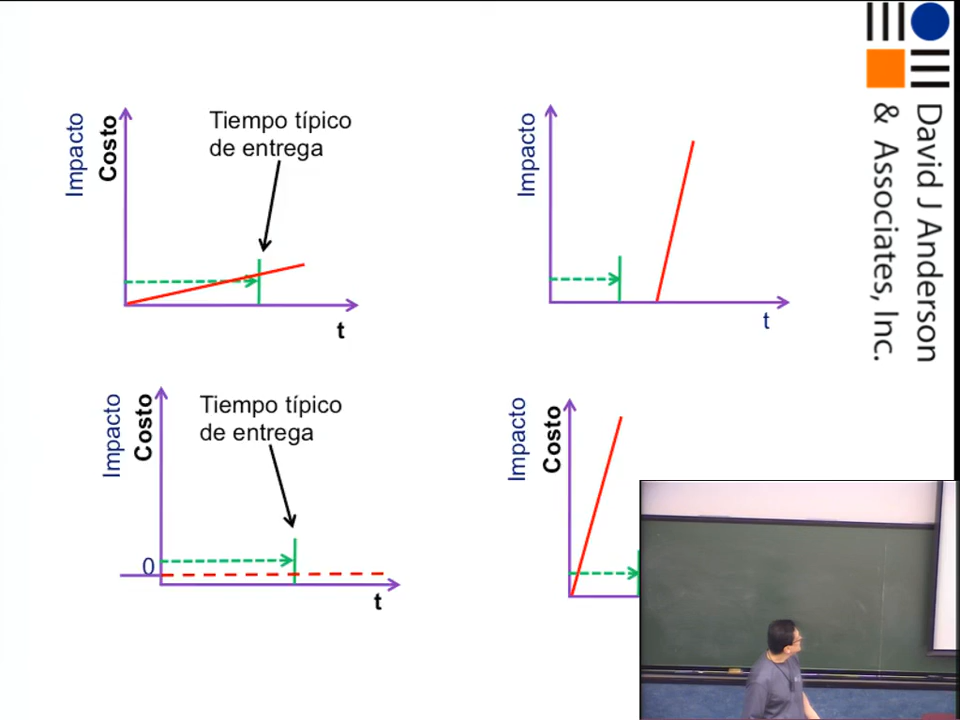 Impacto
Costo
Tiempo típico
de entrega
t
Impacto
t
Impacto
Costo
Tiempo típico
de entrega
0
t
Impacto
Costo
David J Anderson
& Associates, Inc.